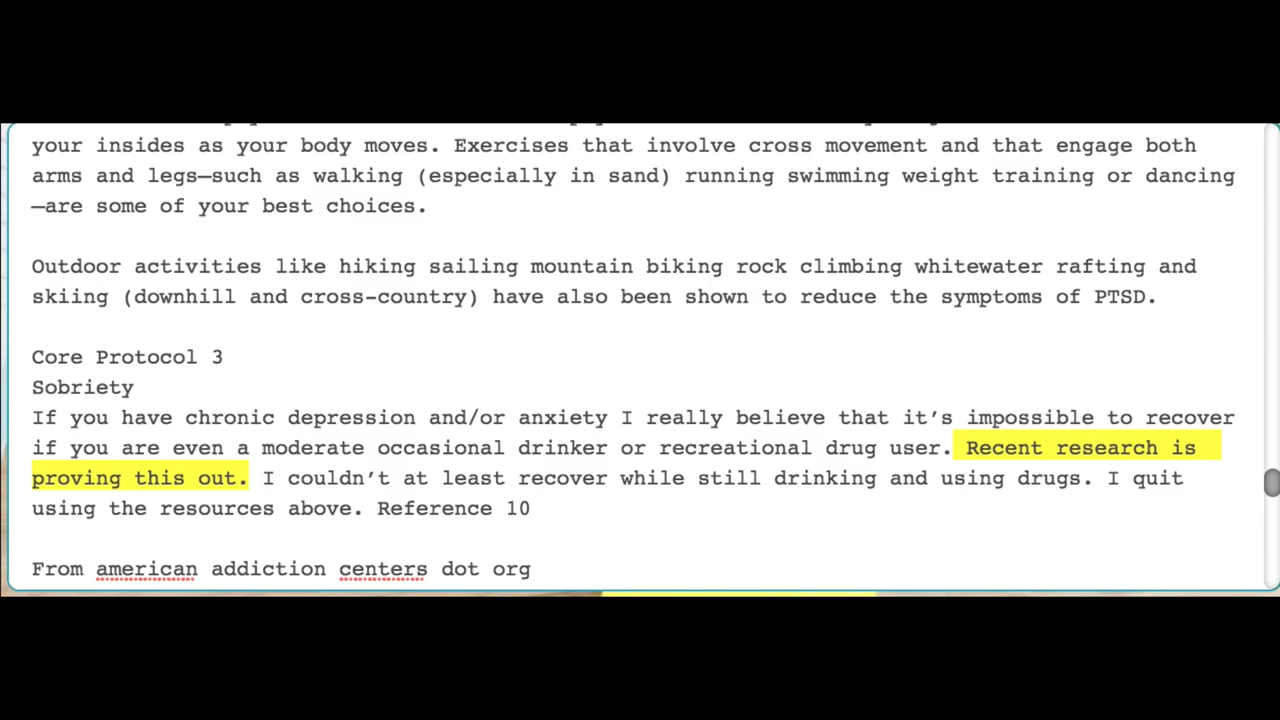 your insides as your body moves. Exercises that involve cross movement and that engage both
arms and legs—such as walking (especially in sand) running swimming weight training or dancing
—are some of your best choices.
Outdoor activities like hiking sailing mountain biking rock climbing whitewater rafting and
skiing (downhill and cross-country) have also been shown to reduce the symptoms of PTSD.
Core Protocol 3
Sobriety
If you have chronic depression and/or anxiety I really believe that it’s impossible to recover
if you are even a moderate occasional drinker or recreational drug user. Recent research is
proving this out. I couldn’t at least recover while still drinking and using drugs. I quit
using the resources above. Reference 10
From american addiction centers dot org